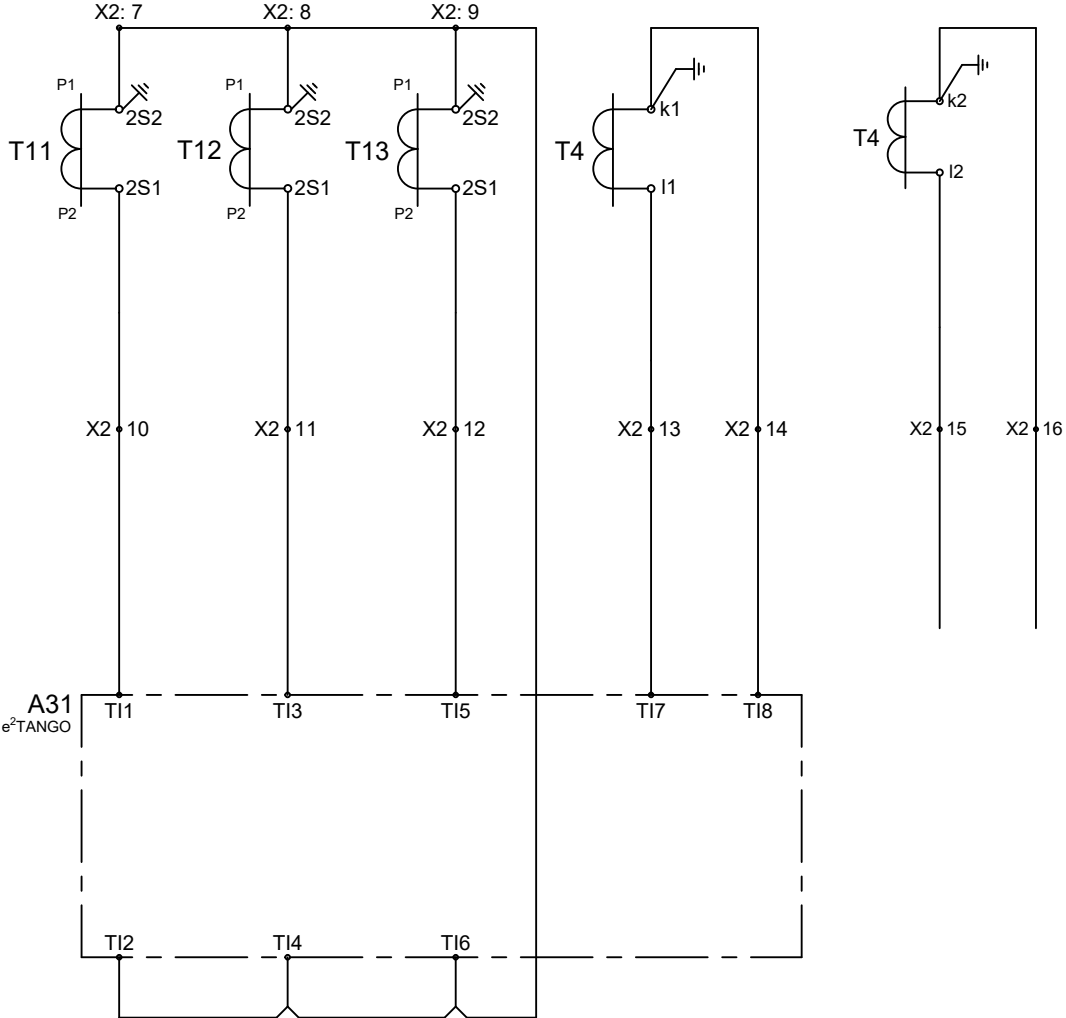 X2: 7 X2: 8 X2: 9
P1 P1 P1
2S2 2S2 2S2 k1 k2
T11 T12 T13 T4 T4
2S1 2S1 2S1 l1 l2
P2 P2 P2
X2 10 X2 11 X2 12 X2 13 X2 14 X2 15 X2 16
A31
e²TANGO
TI1 TI3 TI5 TI7 TI8
TI2 TI4 TI6